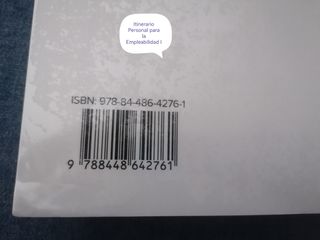 Itinerario
Personal para
la
Empleabilidad I
ISBN: 978-84-486-4276-1
9 788448 642761